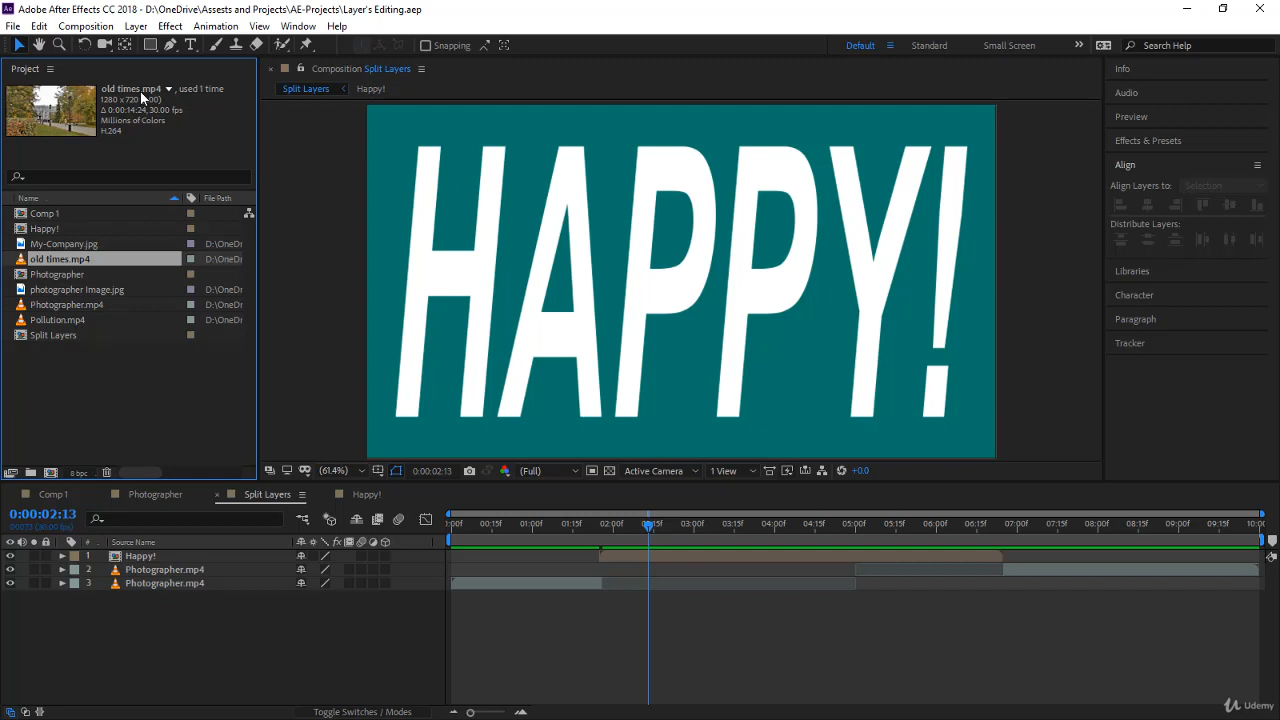 Adobe After Effects CC 2018 - D:\OneDrive\Assests and Projects\AE-Projects\Layer's Editing.aep
File Edit Composition Layer Effect Animation View Window Help
Snapping
Default Standard Small Screen Search Help
Project
Composition Split Layers
Split Layers Happy!
old times.mp4 , used 1 time
Δ 0:00:14:24, 30.00 fps
Millions of Colors
H.264
Name File Path
Comp 1
Happy!
My-Company.jpg D:\OneDr
old times.mp4 D:\OneDr
Photographer
photographer Image.jpg D:\OneDr
Photographer.mp4 D:\OneDr
Pollution.mp4 D:\OneDr
Split Layers
8 bpc
HAPPY!
(61.4%) 0:00:02:13 (Full) Active Camera 1 View +0.0
Info
Audio
Preview
Effects & Presets
Align
Align Layers to: Selection
Distribute Layers:
Libraries
Character
Paragraph
Tracker
Comp 1 Photographer Split Layers Happy!
0:00:02:13
00073 (30.00 fps)
# Source Name
:00f 00:15f 01:00f 01:15f 02:00f 02:15f 03:00f 03:15f 04:00f 04:15f 05:00f 05:15f 06:00f 06:15f 07:00f 07:15f 08:00f 08:15f 09:00f 09:15f 10:00
1 Happy!
2 Photographer.mp4
3 Photographer.mp4
Toggle Switches / Modes
Udemy